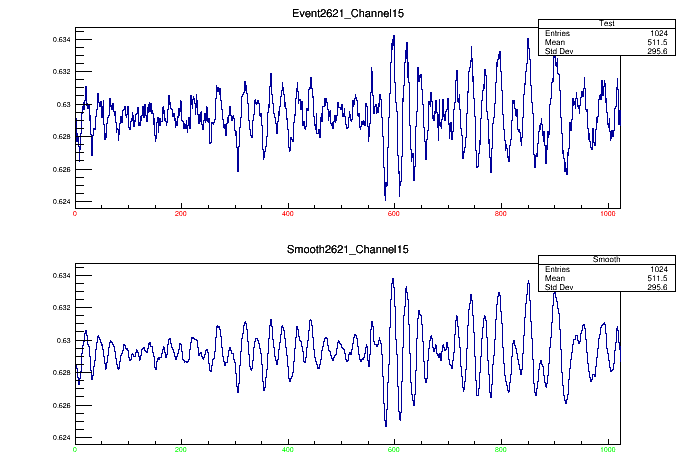 Event2621_Channel15
Test
Entries 1024
Mean 511.5
Std Dev 295.6
0.634
0.632
0.63
0.628
0.626
0.624
0 200 400 600 800 1000
Smooth2621_Channel15
Smooth
Entries 1024
Mean 511.5
Std Dev 295.6
0.634
0.632
0.63
0.628
0.626
0.624
0 200 400 600 800 1000